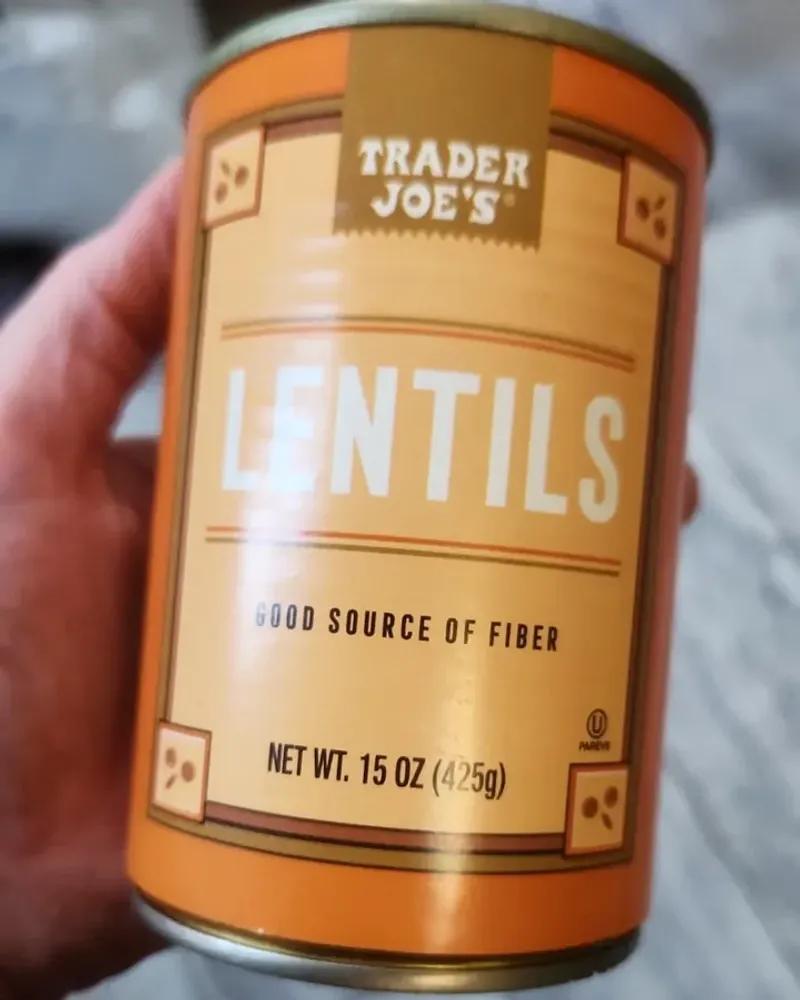 TRADER
JOE'S®
LENTILS
GOOD SOURCE OF FIBER
U
PAREVE
NET WT. 15 OZ (425g)